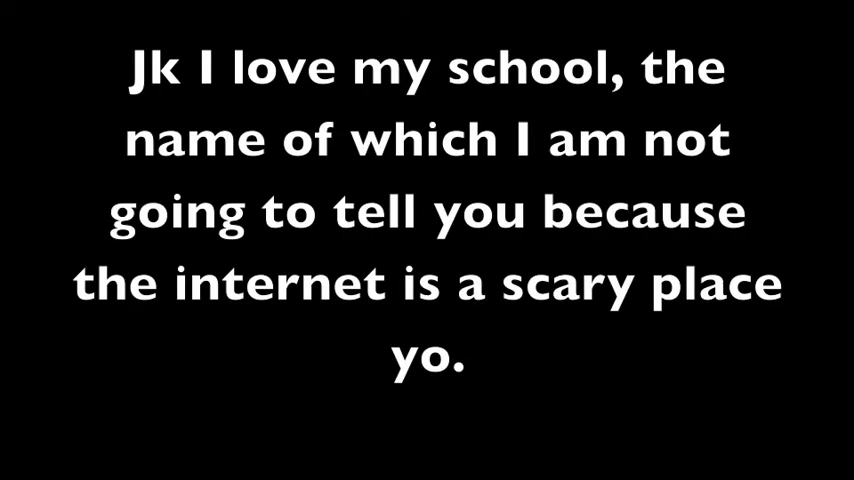 Jk I love my school, the
name of which I am not
going to tell you because
the internet is a scary place
yo.